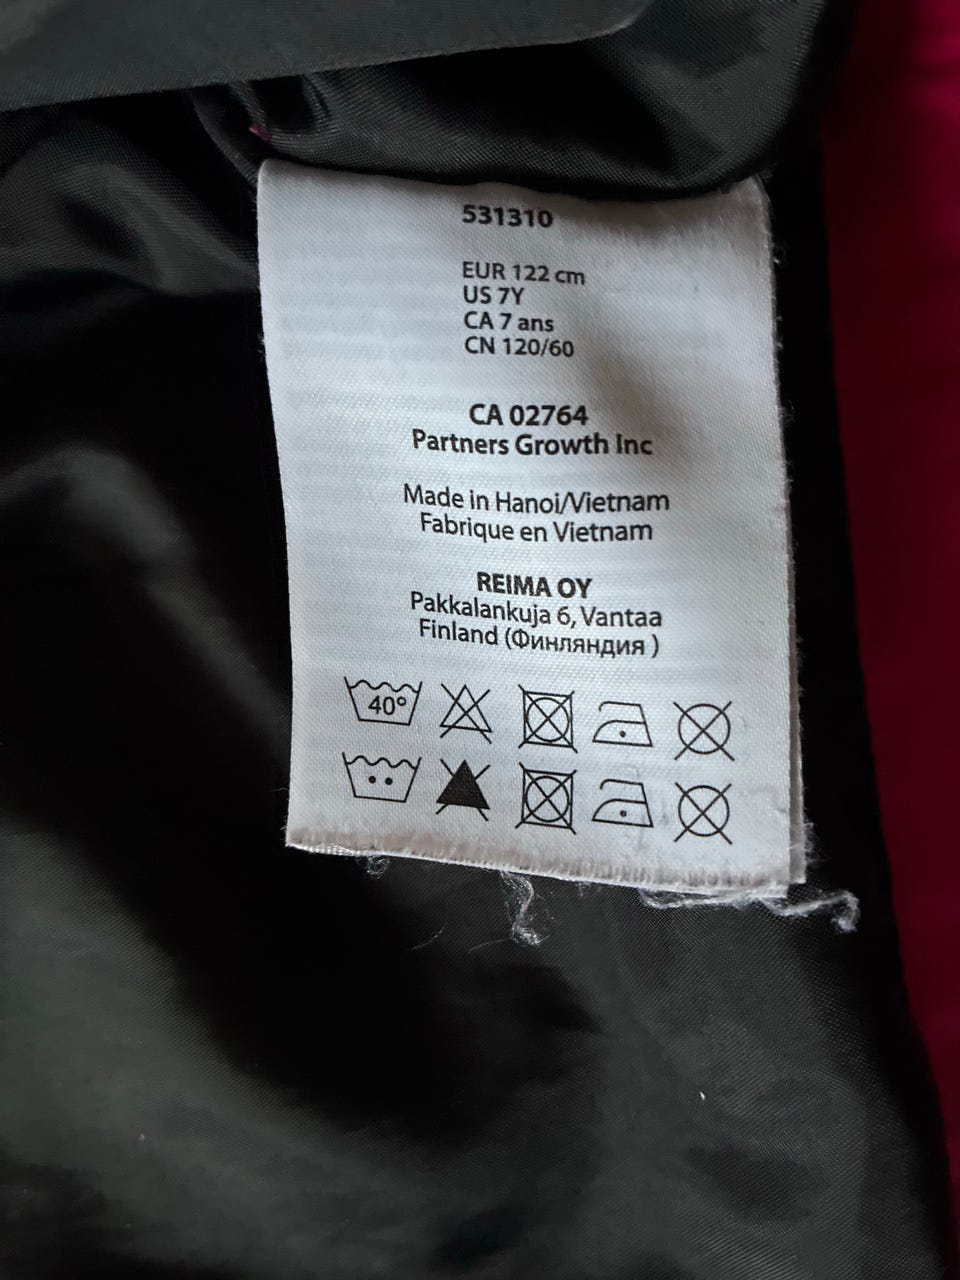 531310
EUR 122 cm
US 7Y
CA 7 ans
CN 120/60
CA 02764
Partners Growth Inc
Made in Hanoi/Vietnam
Fabrique en Vietnam
REIMA OY
Pakkalankuja 6, Vantaa
Finland (Финляндия )
40°